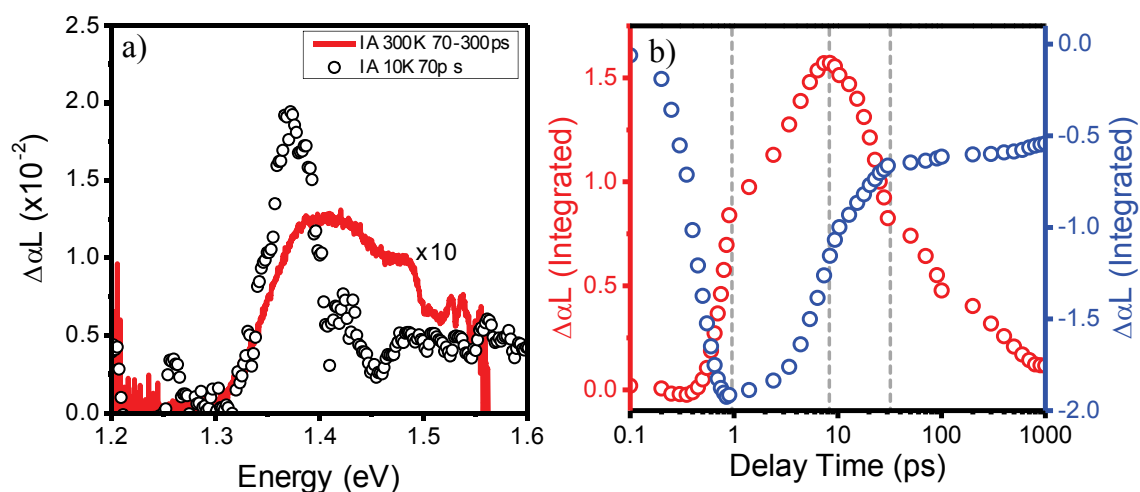 a)
IA 300K 70-300ps
IA 10K 70p s
x10
2.5
2.0
1.5
1.0
0.5
0.0
ΔαL (x10⁻²)
1.2 1.3 1.4 1.5 1.6
Energy (eV)
b)
1.5
1.0
0.5
0.0
ΔαL (Integrated)
0.1 1 10 100 1000
Delay Time (ps)
0.0
-0.5
-1.0
-1.5
-2.0
ΔαL (Integrated)